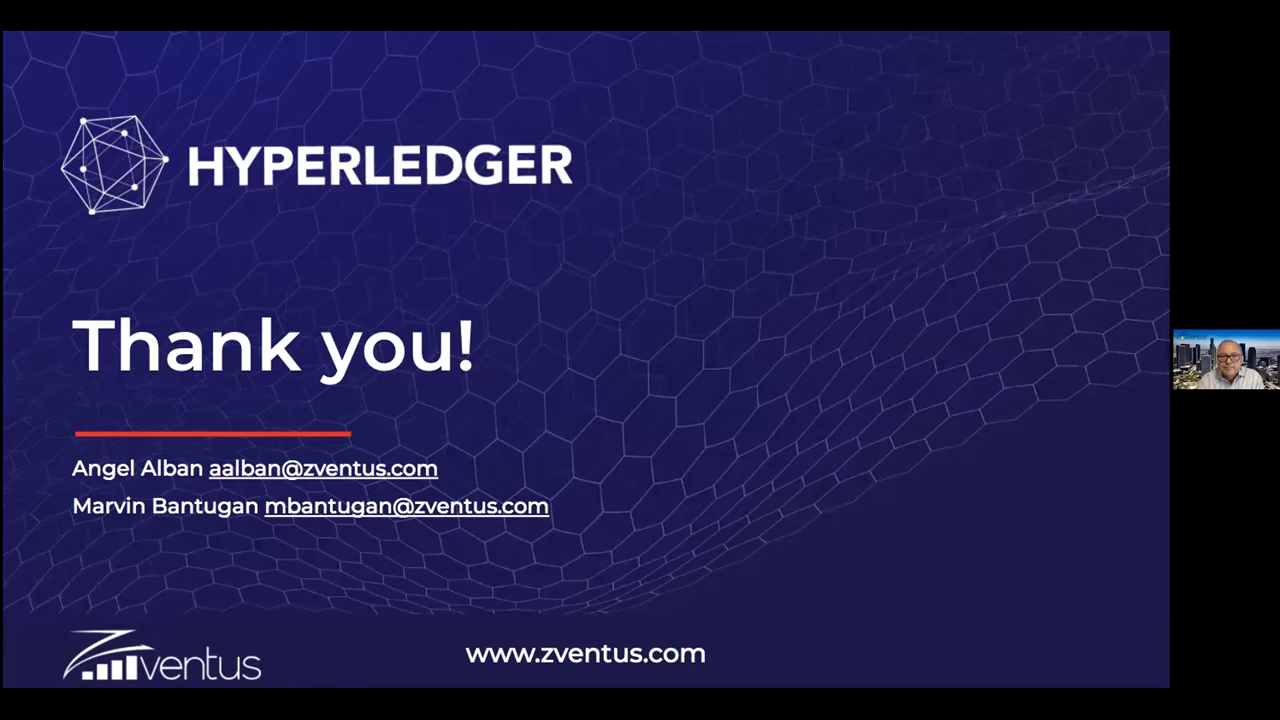 HYPERLEDGER
Thank you!
Angel Alban aalban@zventus.com
Marvin Bantugan mbantugan@zventus.com
Zventus
www.zventus.com